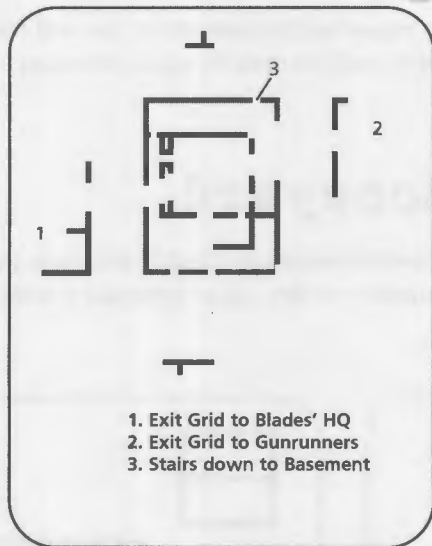 3
2
1
1. Exit Grid to Blades' HQ
2. Exit Grid to Gunrunners
3. Stairs down to Basement